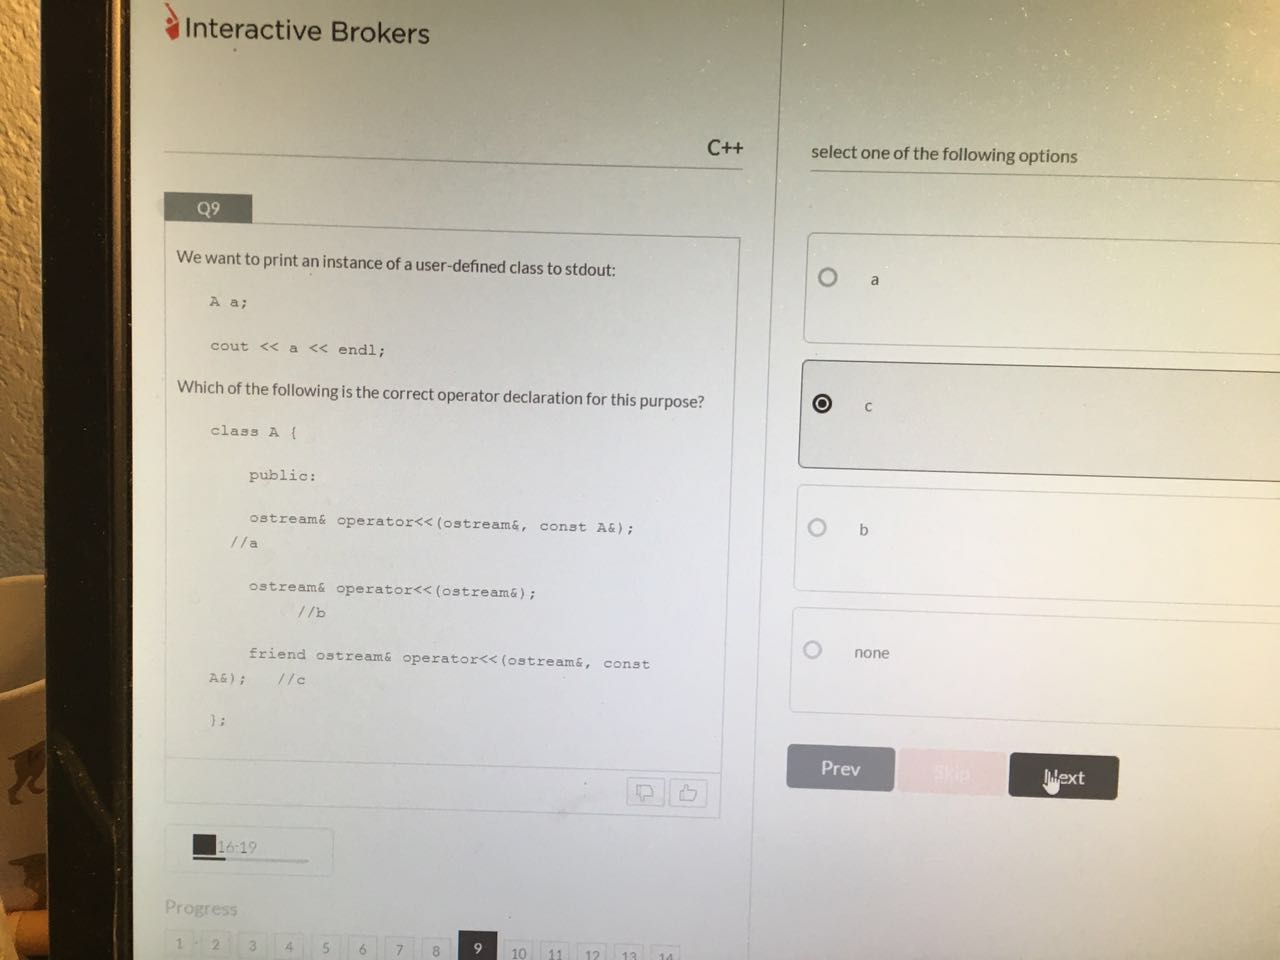 Interactive Brokers
C++
Q9
We want to print an instance of a user-defined class to stdout:
A a;
cout << a << endl;
Which of the following is the correct operator declaration for this purpose?
class A {
public:
ostream& operator<<(ostream&, const A&);
//a
ostream& operator<<(ostream&);
//b
friend ostream& operator<<(ostream&, const
A&); //c
};
16:19
Progress
1 2 3 4 5 6 7 8 9 10 11 12 13 14
select one of the following options
a
c
b
none
Prev Skip Next